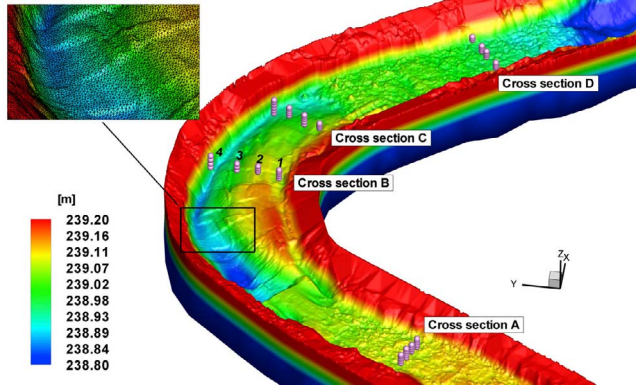 Cross section D
Cross section C
4
3
2
1
Cross section B
[m]
239.20
239.16
239.11
239.07
239.02
238.98
238.93
238.89
238.84
238.80
Z
X
Y
Cross section A